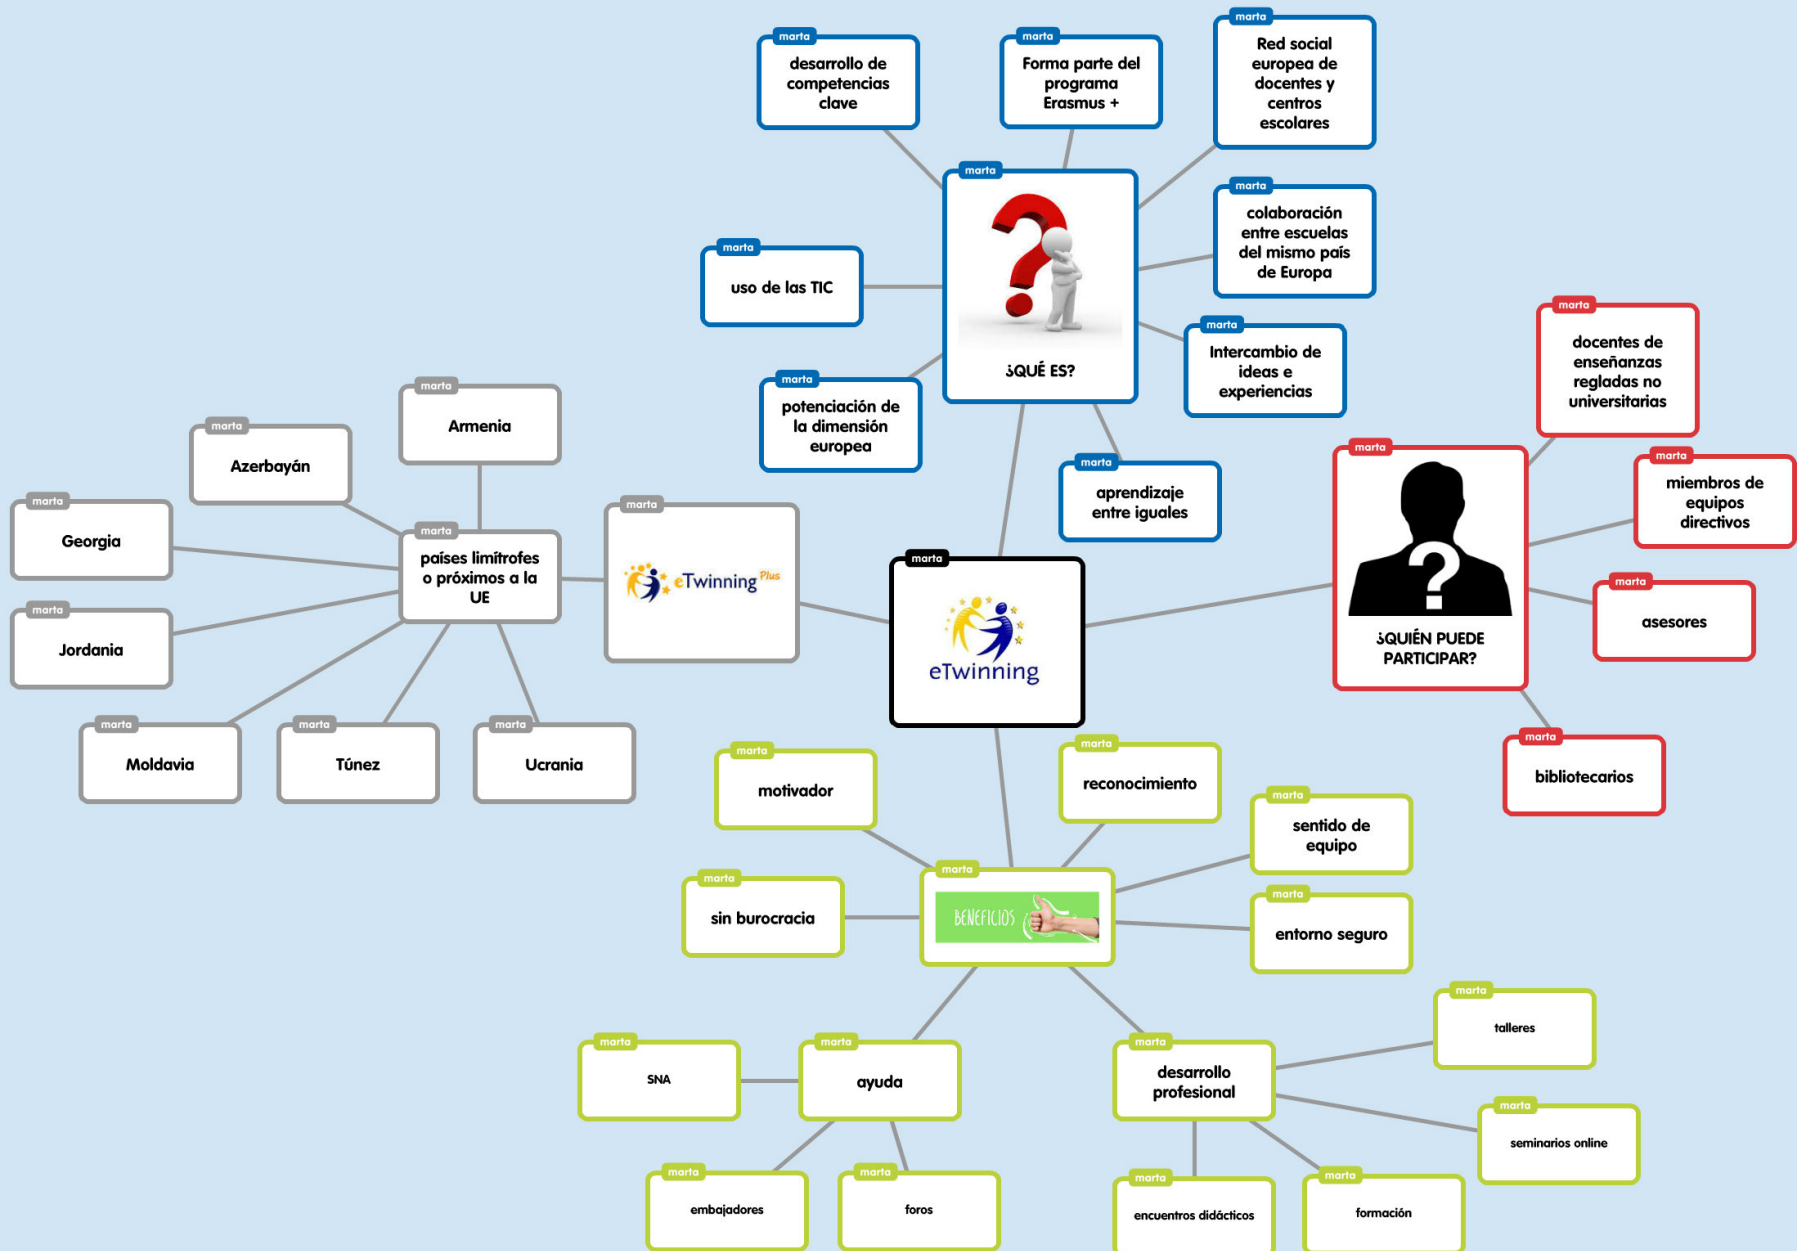 marta
desarrollo de
competencias
clave
marta
Forma parte del
programa
Erasmus +
marta
Red social
europea de
docentes y
centros
escolares
marta
¿QUÉ ES?
marta
colaboración
entre escuelas
del mismo país
de Europa
marta
uso de las TIC
marta
Intercambio de
ideas e
experiencias
marta
potenciación de
la dimensión
europea
marta
aprendizaje
entre iguales
marta
docentes de
enseñanzas
regladas no
universitarias
marta
¿QUIÉN PUEDE
PARTICIPAR?
marta
miembros de
equipos
directivos
marta
asesores
marta
bibliotecarios
marta
Armenia
marta
Azerbayán
marta
Georgia
marta
países limítrofes
o próximos a la
UE
marta
eTwinning Plus
marta
eTwinning
marta
Jordania
marta
Moldavia
marta
Túnez
marta
Ucrania
marta
motivador
marta
reconocimiento
marta
sentido de
equipo
marta
BENEFICIOS
marta
sin burocracia
marta
entorno seguro
marta
SNA
marta
ayuda
marta
desarrollo
profesional
marta
talleres
marta
seminarios online
marta
embajadores
marta
foros
marta
encuentros didácticos
marta
formación